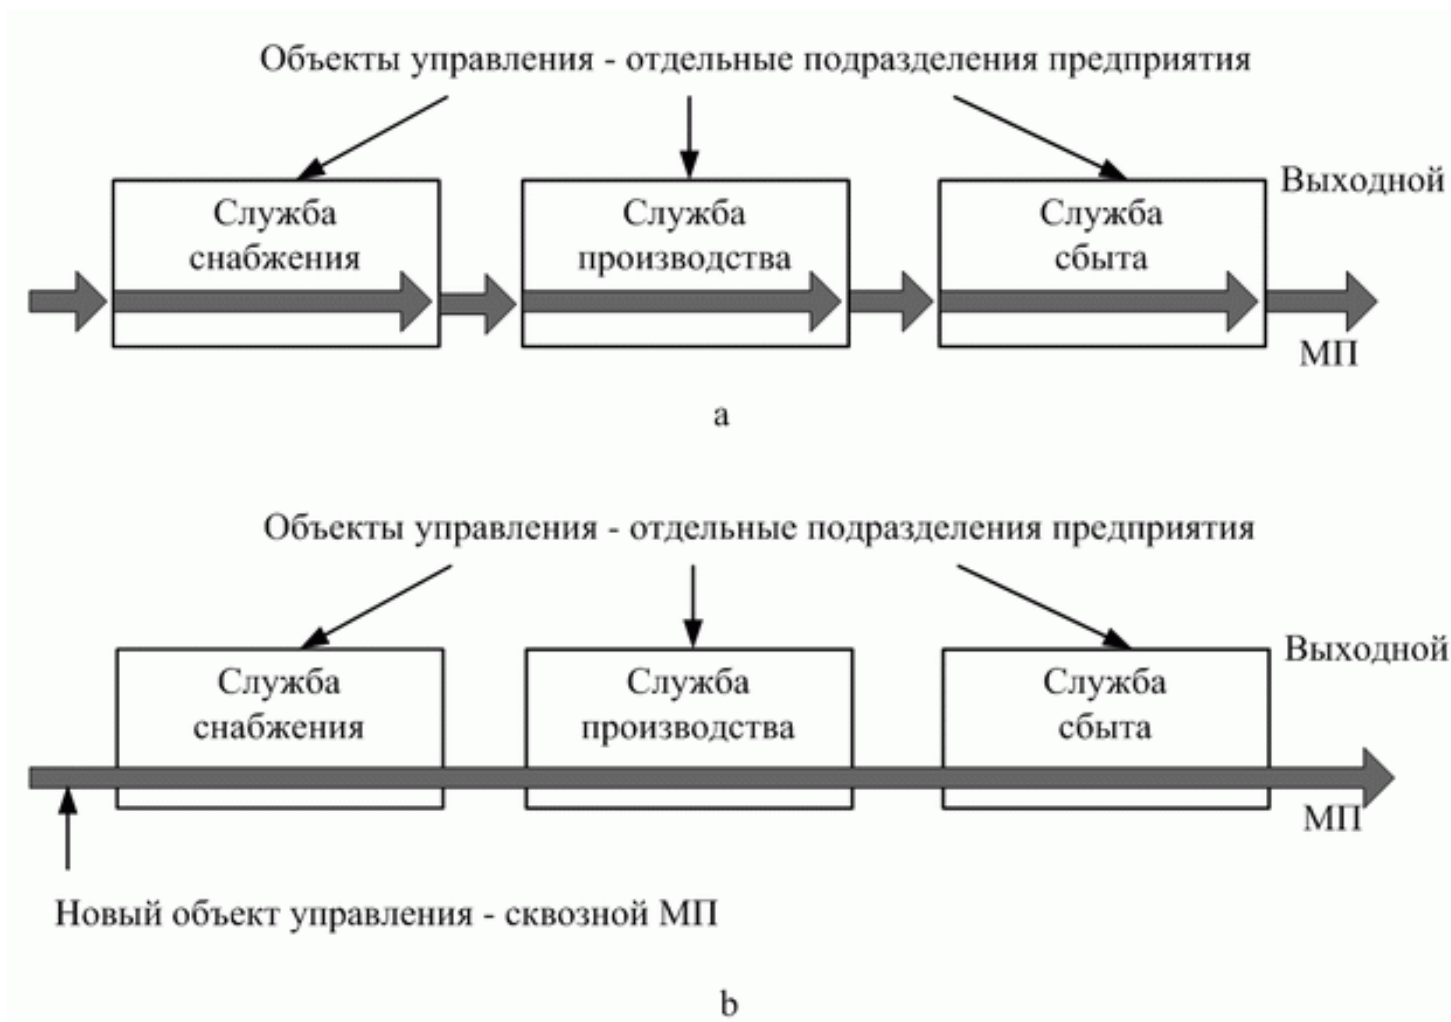 Объекты управления - отдельные подразделения предприятия
Служба
снабжения
Служба
производства
Служба
сбыта
Выходной
МП
a
Объекты управления - отдельные подразделения предприятия
Служба
снабжения
Служба
производства
Служба
сбыта
Выходной
МП
Новый объект управления - сквозной МП
b